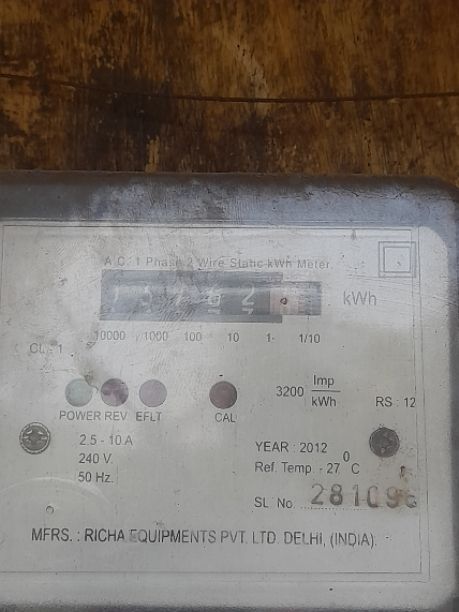 A.C. 1 Phase 2 Wire Static kWh Meter
kWh
10000 1000 100 10 1 1/10
CL - 1
3200 Imp/kWh
RS : 12
POWER REV EFLT CAL
2.5 - 10 A
240 V.
50 Hz.
YEAR : 2012
Ref. Temp. - 27 °C
SL No.
MFRS. : RICHA EQUIPMENTS PVT. LTD. DELHI, (INDIA).